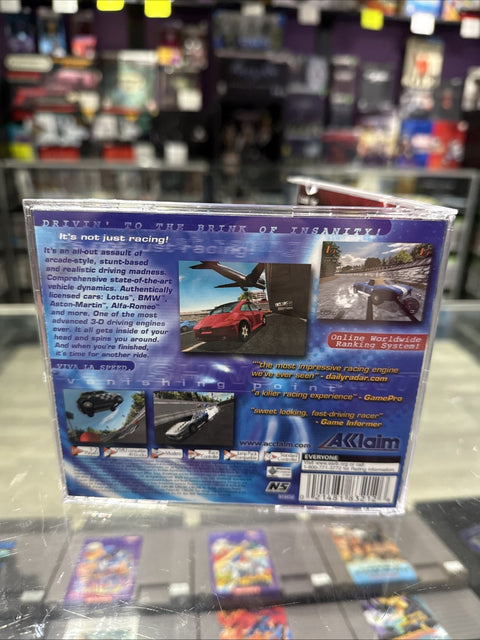 DRIVIN' TO THE BRINK OF INSANITY!
It's not just racing!
It's an all-out assault of
arcade-style, stunt-based
and realistic driving madness.
Comprehensive state-of-the-art
vehicle dynamics. Authentically
licensed cars: Lotus™, BMW™,
Aston-Martin™, Alfa-Romeo™
and more. One of the most
advanced 3-D driving engines
ever. It all gets inside of your
head and spins you around.
And when you're finished,
it's time for another ride.
Online Worldwide
Ranking System!
VIVA LA SPEED
vanishing point
"the most impressive racing engine
we've ever seen" - dailyradar.com
"a killer racing experience" - GamePro
"sweet looking, fast-driving racer"
- Game Informer
www.acclaim.com
AKKlaim
EVERYONE